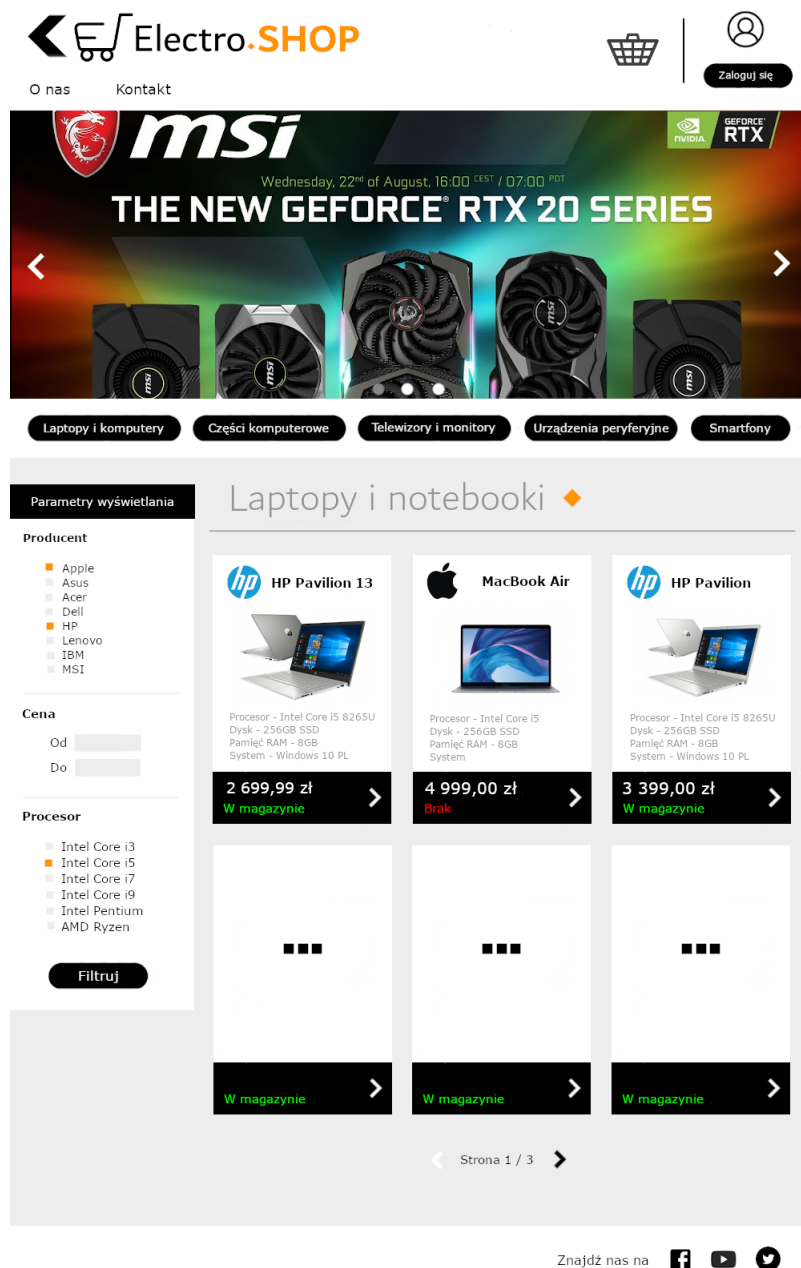 Electro.SHOP
Zaloguj się
O nas Kontakt
msi
NVIDIA
GEFORCE RTX
Wednesday, 22nd of August, 16:00 CEST / 07:00 PDT
THE NEW GEFORCE® RTX 20 SERIES
msi
msi
msi
msi
Laptopy i komputery Części komputerowe Telewizory i monitory Urządzenia peryferyjne Smartfony
Parametry wyświetlania
Producent
Apple
Asus
Acer
Dell
HP
Lenovo
IBM
MSI
Cena
Od
Do
Procesor
Intel Core i3
Intel Core i5
Intel Core i7
Intel Core i9
Intel Pentium
AMD Ryzen
Filtruj
Laptopy i notebooki
hp HP Pavilion 13
Procesor - Intel Core i5 8265U
Dysk - 256GB SSD
Pamięć RAM - 8GB
System - Windows 10 PL
2 699,99 zł
W magazynie
MacBook Air
Procesor - Intel Core i5
Dysk - 256GB SSD
Pamięć RAM - 8GB
System
4 999,00 zł
Brak
hp HP Pavilion
Procesor - Intel Core i5 8265U
Dysk - 256GB SSD
Pamięć RAM - 8GB
System - Windows 10 PL
3 399,00 zł
W magazynie
W magazynie
W magazynie
W magazynie
Strona 1 / 3
Znajdź nas na